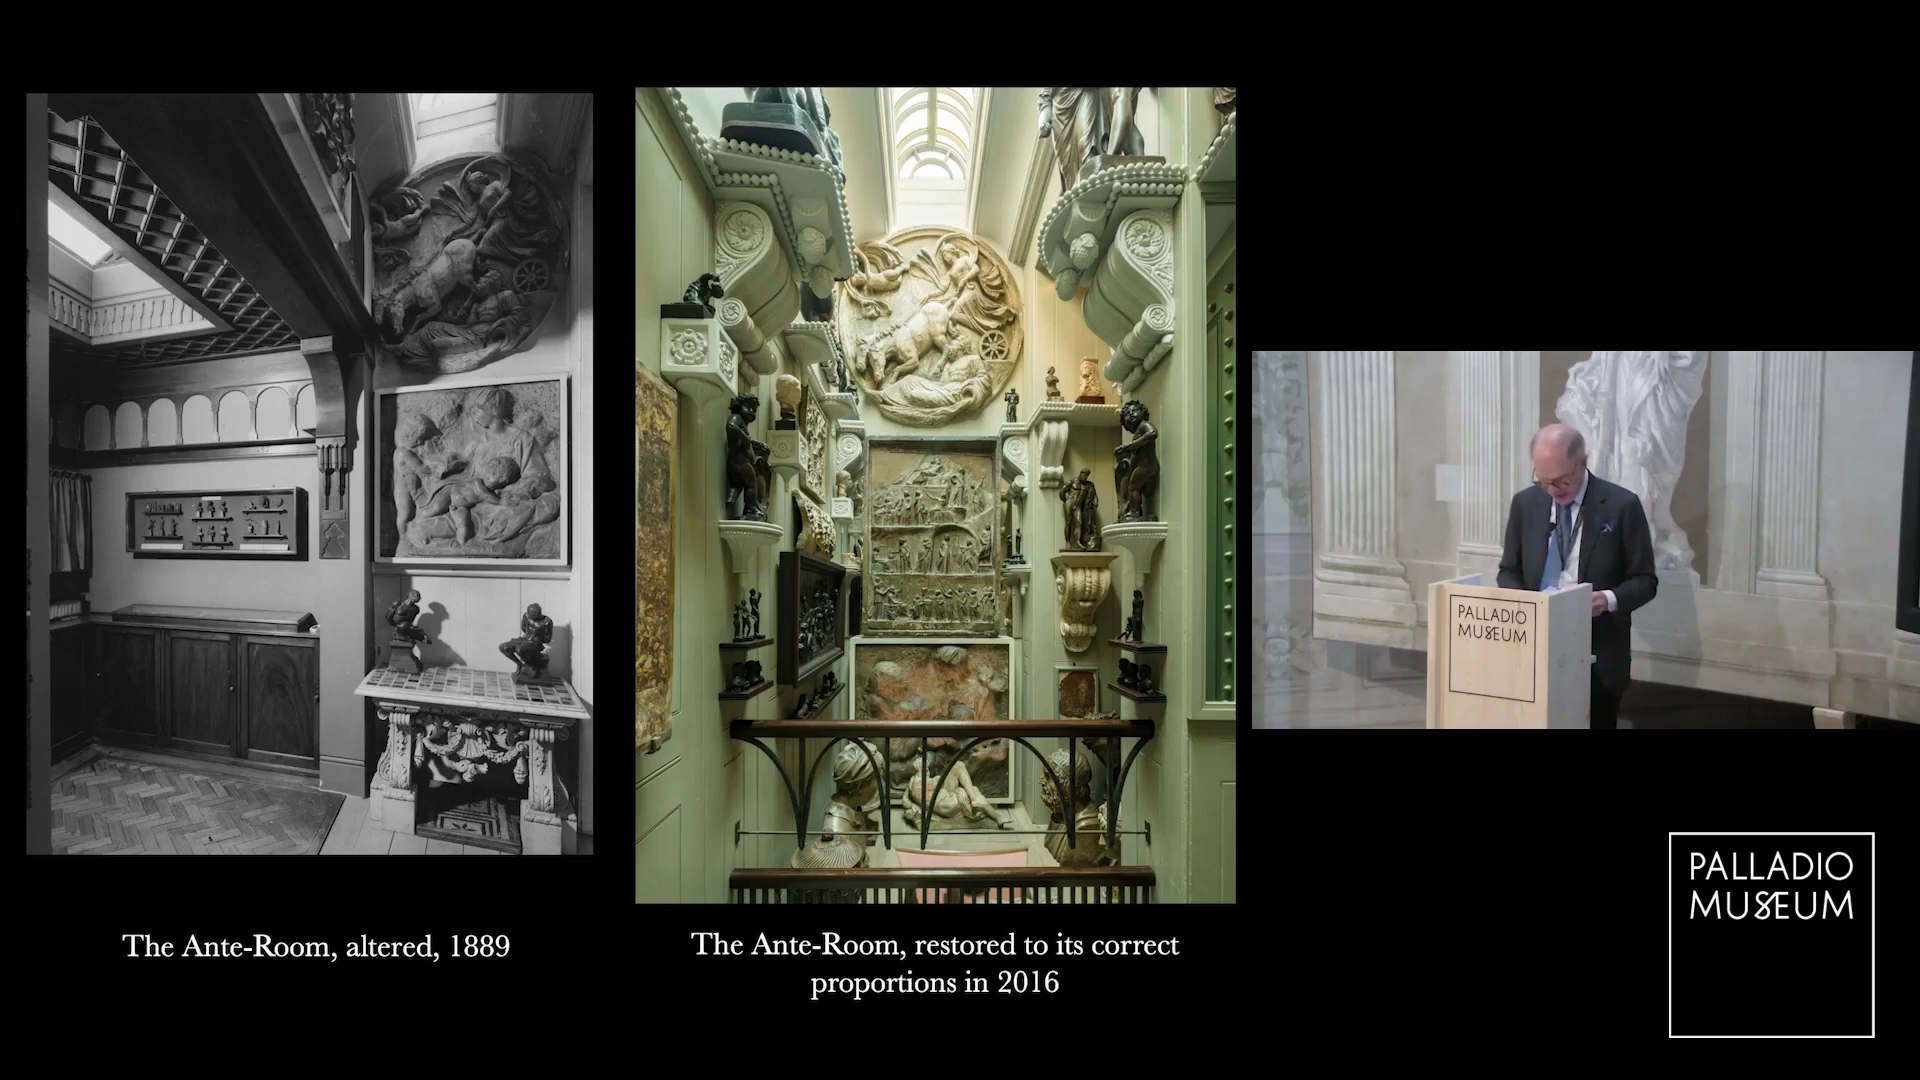 The Ante-Room, altered, 1889
The Ante-Room, restored to its correct
proportions in 2016
PALLADIO
MUSEUM
PALLADIO
MUSEUM